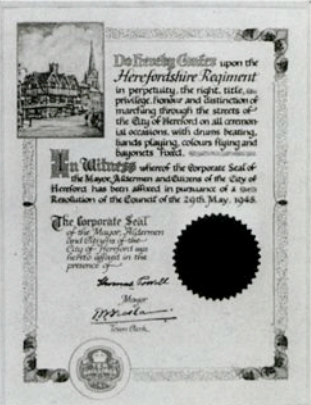 Do Hereby Confer upon the
Herefordshire Regiment
in perpetuity, the right, title,
privilege, honour and distinction of
marching through the streets of
the City of Hereford on all ceremon-
ial occasions, with drums beating,
bands playing, colours flying and
bayonets fixed.
In Witness whereof the Corporate Seal of
the Mayor, Aldermen and Citizens of the City of
Hereford has been affixed in pursuance of a
Resolution of the Council of the 29th May, 1945.
The Corporate Seal
of the Mayor, Aldermen
and Citizens of the
City of Hereford was
hereto affixed in the
presence of
Thomas Powell
Mayor
Town Clerk.